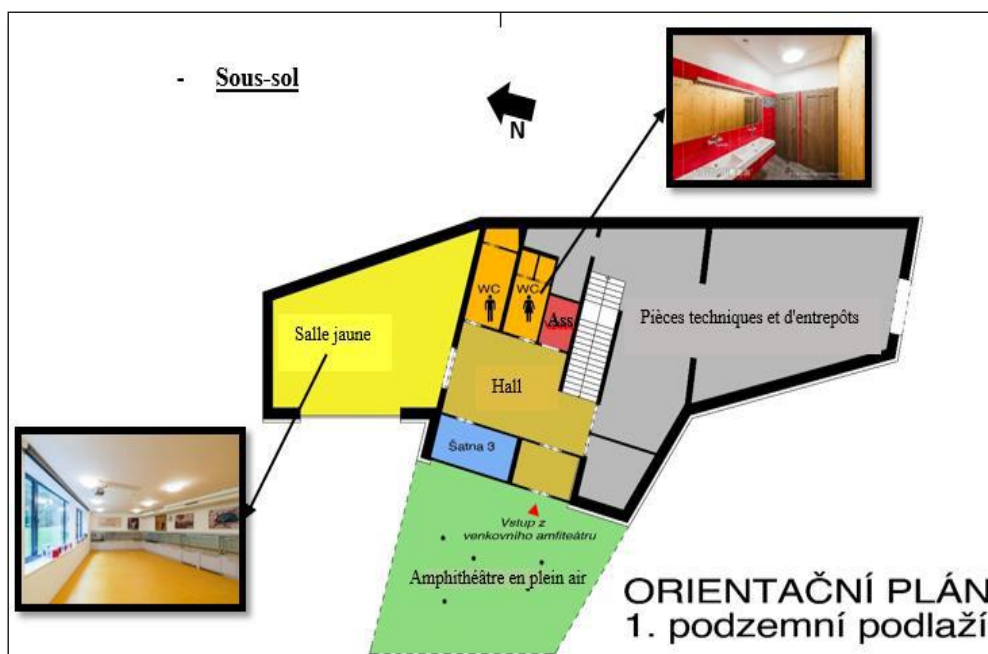 - Sous-sol
N
WC
WC
Ass
Salle jaune
Pièces techniques et d'entrepôts
Hall
Šatna 3
Vstup z
venkovního amfiteátru
Amphithéâtre en plein air
ORIENTAČNÍ PLÁN
1. podzemní podlaží